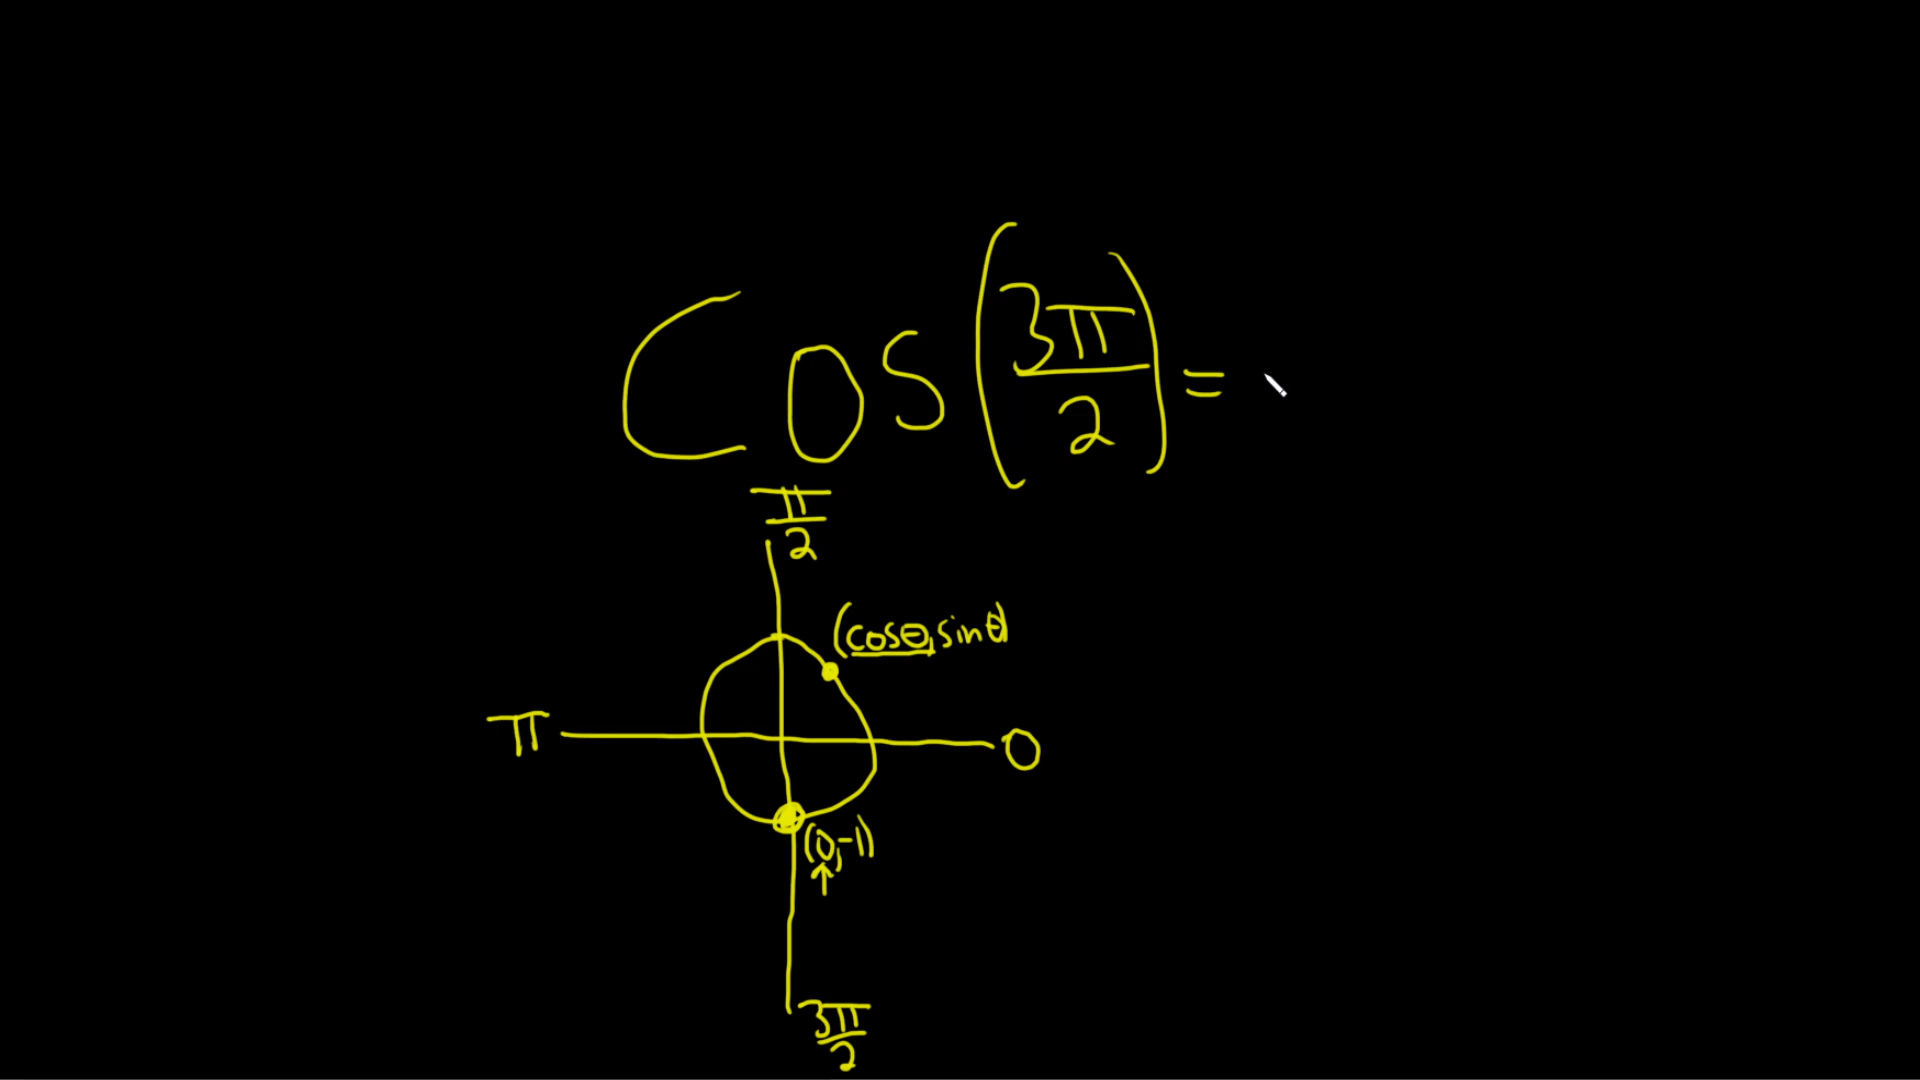 cos(3π/2) =
π/2
(cosθ, sinθ)
π
0
(0, -1)
3π/2